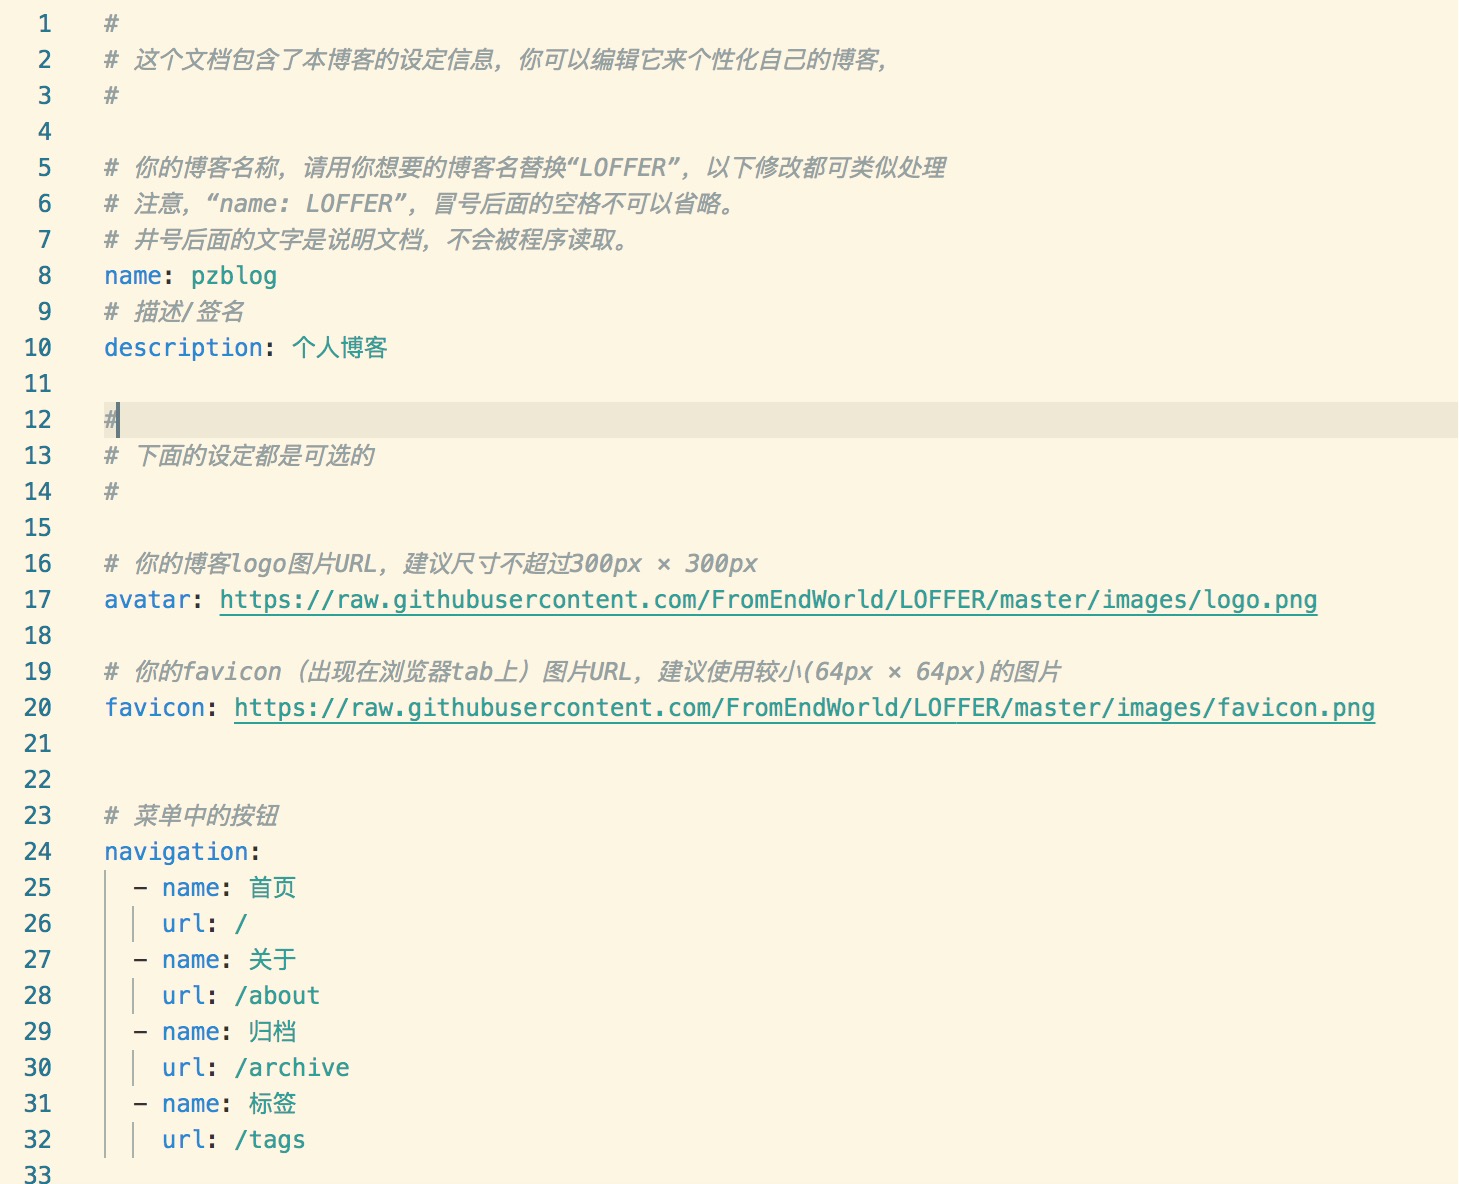 1 #
2 # 这个文档包含了本博客的设定信息，你可以编辑它来个性化自己的博客，
3 #
4
5 # 你的博客名称，请用你想要的博客名替换“LOFFER”，以下修改都可类似处理
6 # 注意，“name: LOFFER”，冒号后面的空格不可以省略。
7 # 井号后面的文字是说明文档，不会被程序读取。
8 name: pzblog
9 # 描述/签名
10 description: 个人博客
11
12 #
13 # 下面的设定都是可选的
14 #
15
16 # 你的博客logo图片URL，建议尺寸不超过300px × 300px
17 avatar: https://raw.githubusercontent.com/FromEndWorld/LOFFER/master/images/logo.png
18
19 # 你的favicon（出现在浏览器tab上）图片URL，建议使用较小(64px × 64px)的图片
20 favicon: https://raw.githubusercontent.com/FromEndWorld/LOFFER/master/images/favicon.png
21
22
23 # 菜单中的按钮
24 navigation:
25   - name: 首页
26     url: /
27   - name: 关于
28     url: /about
29   - name: 归档
30     url: /archive
31   - name: 标签
32     url: /tags
33